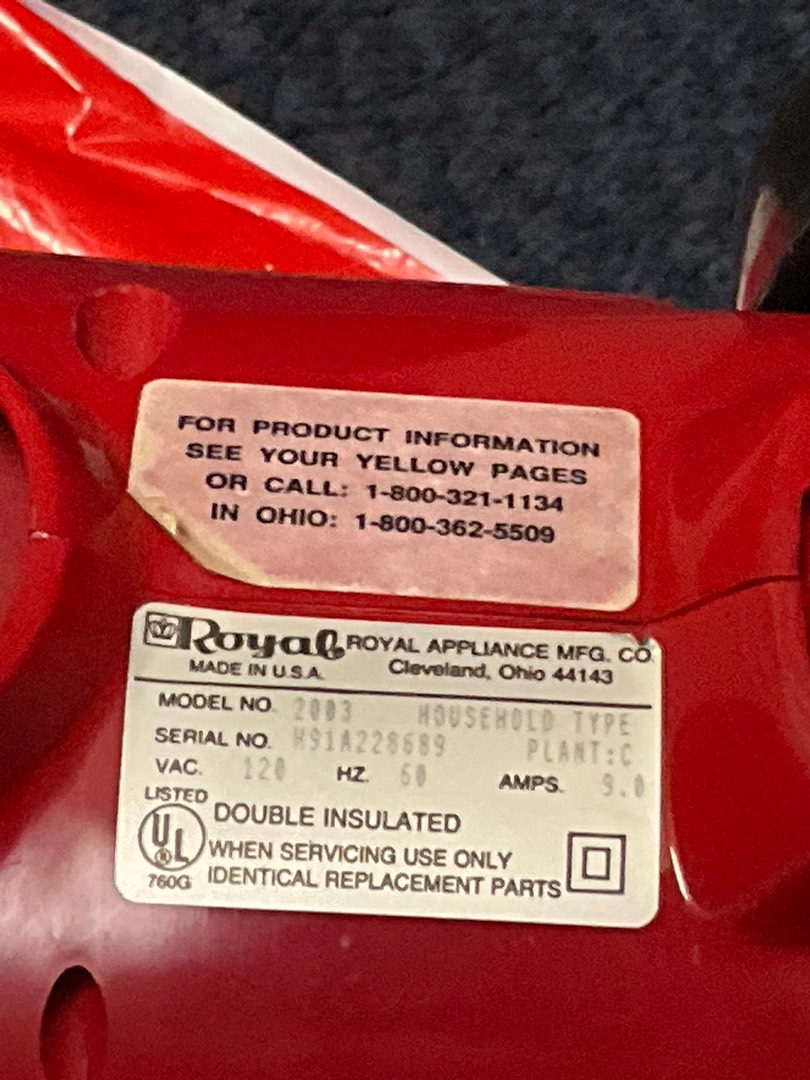 FOR PRODUCT INFORMATION
SEE YOUR YELLOW PAGES
OR CALL: 1-800-321-1134
IN OHIO: 1-800-362-5509
Royal ROYAL APPLIANCE MFG. CO.
MADE IN U.S.A. Cleveland, Ohio 44143
MODEL NO. 2003 HOUSEHOLD TYPE
SERIAL NO. H91A228689 PLANT:C
VAC. 120 HZ. 60 AMPS. 9.0
LISTED
UL ®
760G
DOUBLE INSULATED
WHEN SERVICING USE ONLY
IDENTICAL REPLACEMENT PARTS